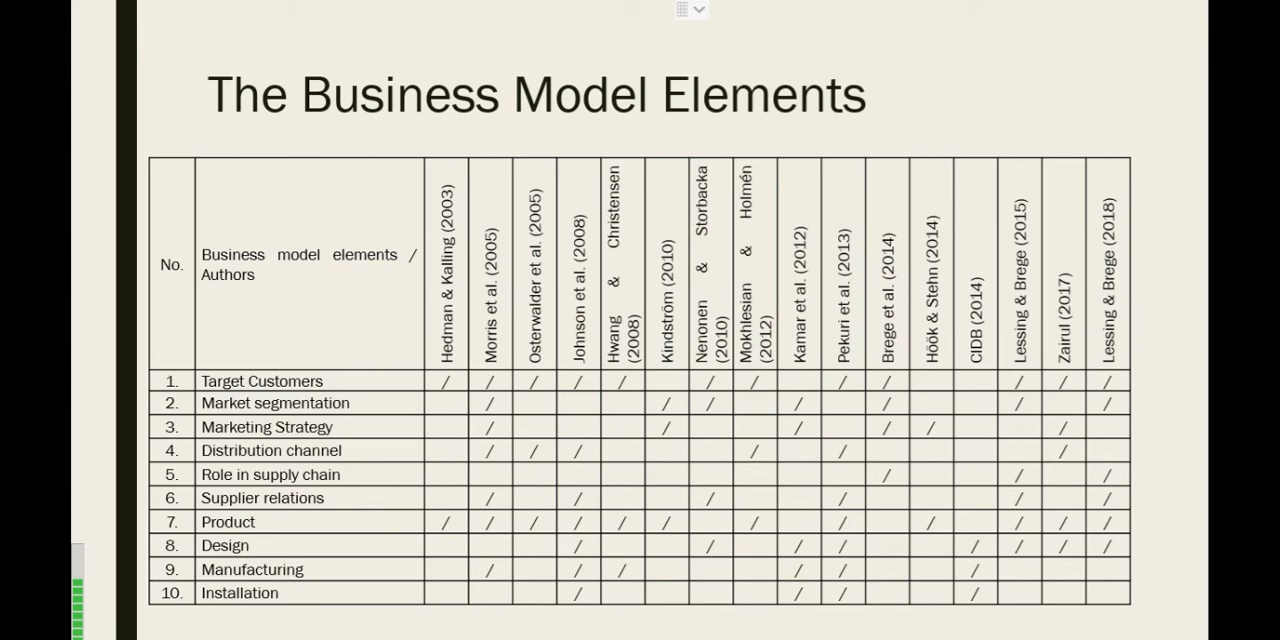 The Business Model Elements
No. Business model elements / Authors Hedman & Kalling (2003) Morris et al. (2005) Osterwalder et al. (2005) Johnson et al. (2008) Hwang & Christensen (2008) Kindström (2010) Nenonen & Storbacka (2010) Mokhlesian & Holmén (2012) Kamar et al. (2012) Pekuri et al. (2013) Brege et al. (2014) Höök & Stehn (2014) CIDB (2014) Lessing & Brege (2015) Zairul (2017) Lessing & Brege (2018)
1. Target Customers / / / / / / / / / / / /
2. Market segmentation / / / / / / /
3. Marketing Strategy / / / / / /
4. Distribution channel / / / / / /
5. Role in supply chain / / /
6. Supplier relations / / / / / /
7. Product / / / / / / / / / / / /
8. Design / / / / / / / /
9. Manufacturing / / / / / /
10. Installation / / / /